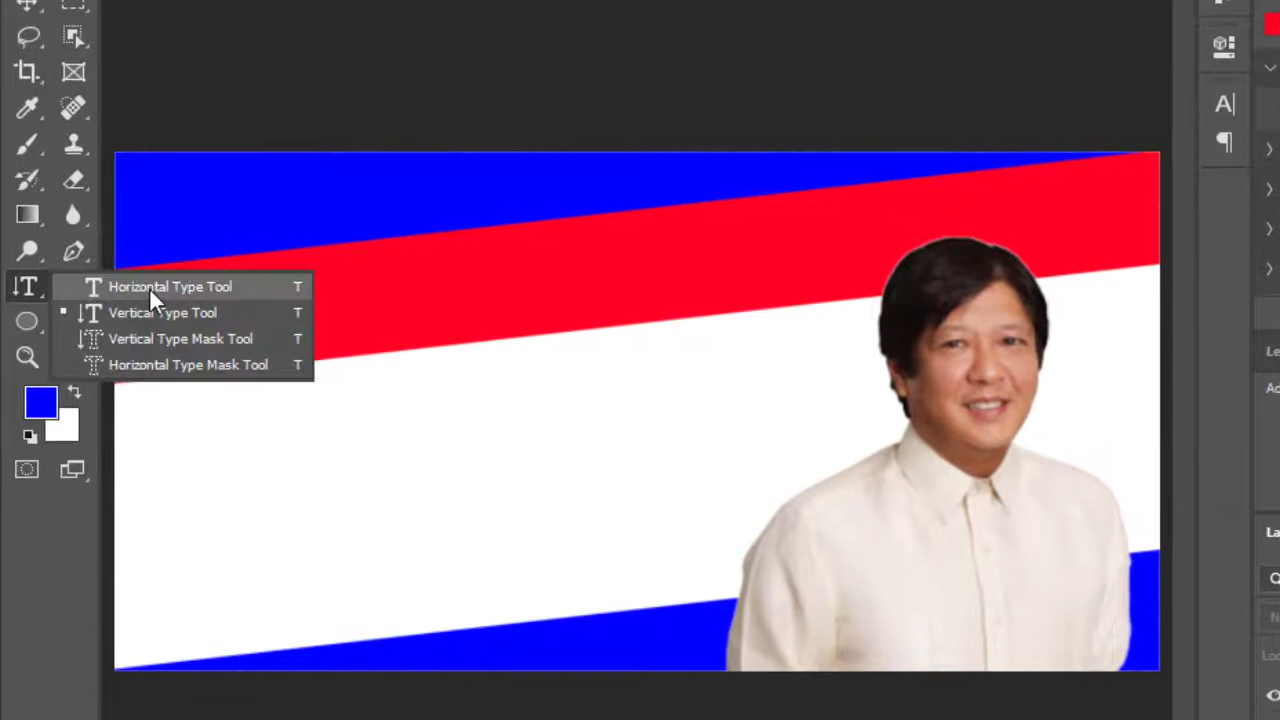 Horizontal Type Tool T
Vertical Type Tool T
Vertical Type Mask Tool T
Horizontal Type Mask Tool T